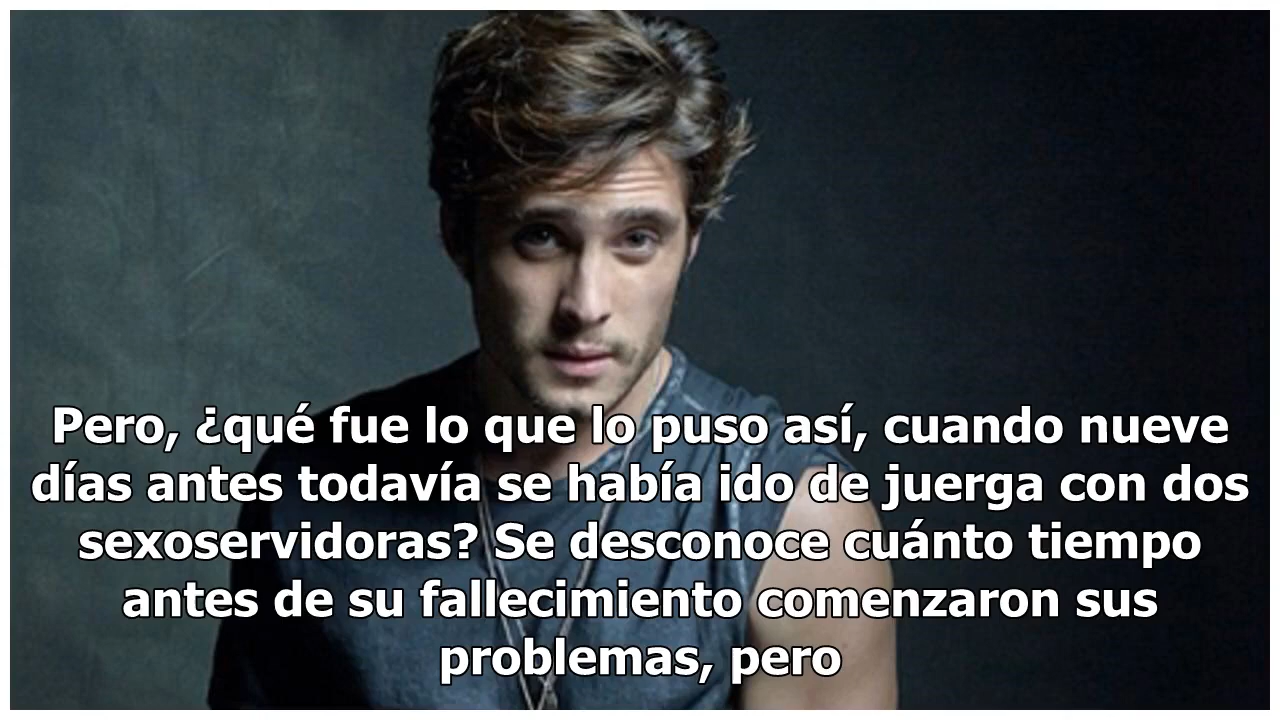 Pero, ¿qué fue lo que lo puso así, cuando nueve
días antes todavía se había ido de juerga con dos
sexoservidoras? Se desconoce cuánto tiempo
antes de su fallecimiento comenzaron sus
problemas, pero